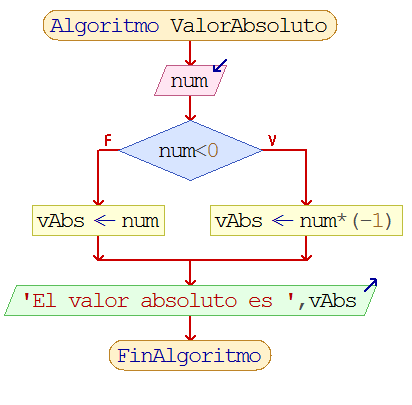 Algoritmo ValorAbsoluto
num
F
V
num<0
vAbs ← num
vAbs ← num*(-1)
'El valor absoluto es ',vAbs
FinAlgoritmo